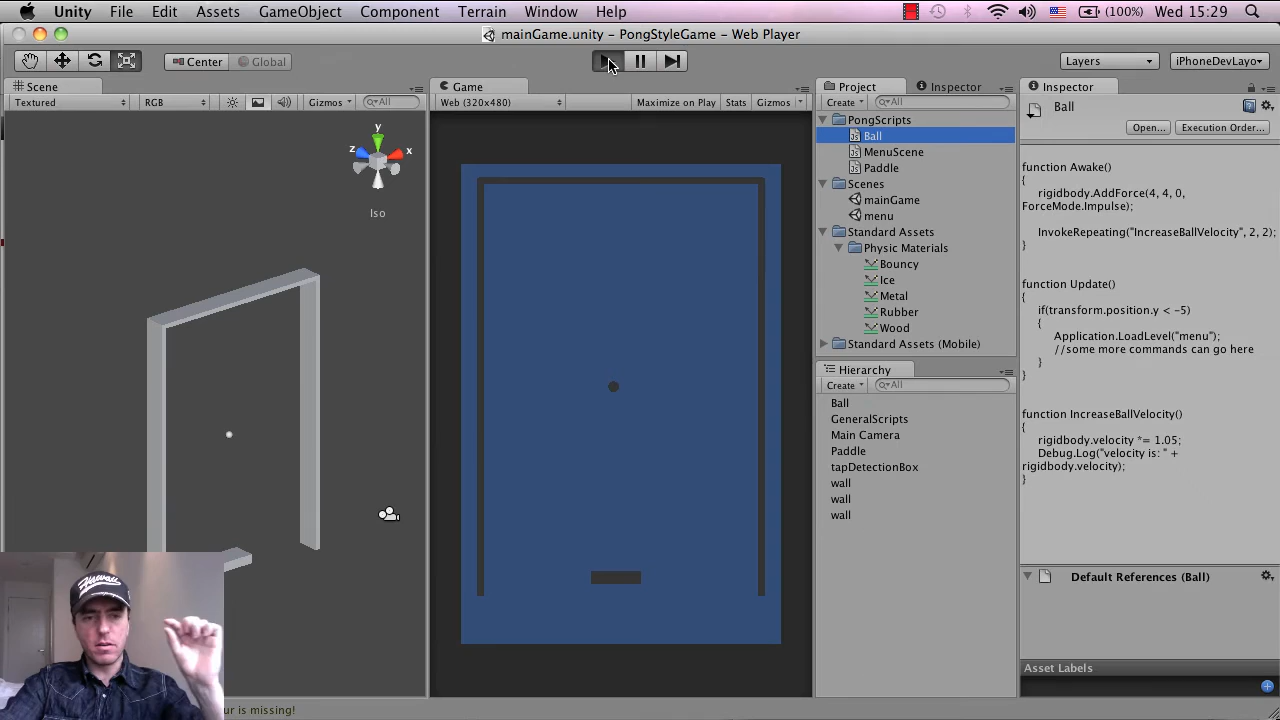 Unity File Edit Assets GameObject Component Terrain Window Help (100%) Wed 15:29
mainGame.unity – PongStyleGame – Web Player
Center Global Layers iPhoneDevLayo
Scene Game Project Inspector Inspector
Textured RGB Gizmos All
Web (320x480) Maximize on Play Stats Gizmos
Create All
Ball
Open... Execution Order...
y
z x
Iso
PongScripts
Ball
MenuScene
Paddle
Scenes
mainGame
menu
Standard Assets
Physic Materials
Bouncy
Ice
Metal
Rubber
Wood
Standard Assets (Mobile)
Hierarchy
Create All
Ball
GeneralScripts
Main Camera
Paddle
tapDetectionBox
wall
wall
wall
function Awake()
{
rigidbody.AddForce(4, 4, 0,
ForceMode.Impulse);
InvokeRepeating("IncreaseBallVelocity", 2, 2);
}
function Update()
{
if(transform.position.y < -5)
{
Application.LoadLevel("menu");
//some more commands can go here
}
}
function IncreaseBallVelocity()
{
rigidbody.velocity *= 1.05;
Debug.Log("velocity is: " +
rigidbody.velocity);
}
Default References (Ball)
Asset Labels
is missing!